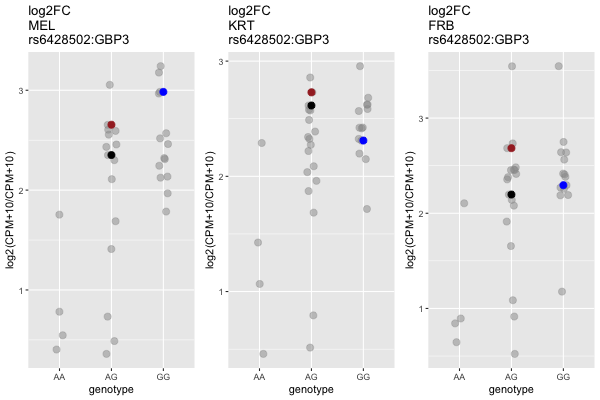 log2FC
MEL
rs6428502:GBP3
log2(CPM+10/CPM+10)
3
2
1
AA
AG
GG
genotype
log2FC
KRT
rs6428502:GBP3
log2(CPM+10/CPM+10)
3
2
1
AA
AG
GG
genotype
log2FC
FRB
rs6428502:GBP3
log2(CPM+10/CPM+10)
3
2
1
AA
AG
GG
genotype